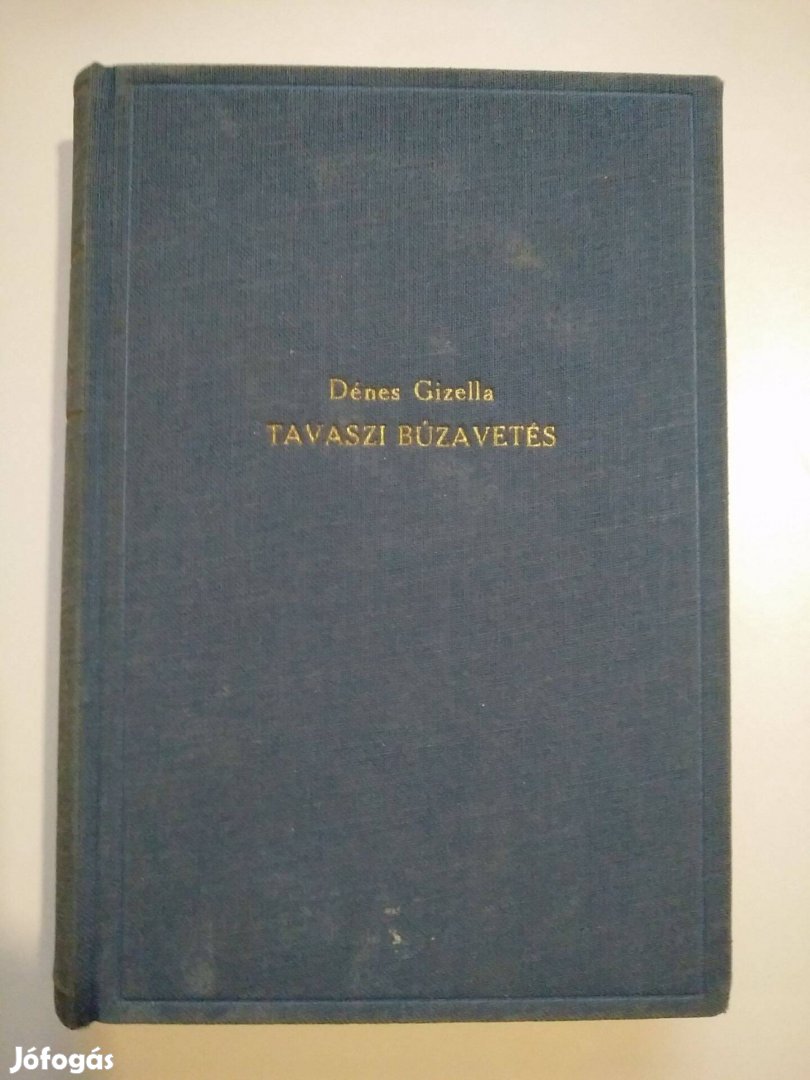 Dénes Gizella
TAVASZI BÚZAVETÉS
Jófogás